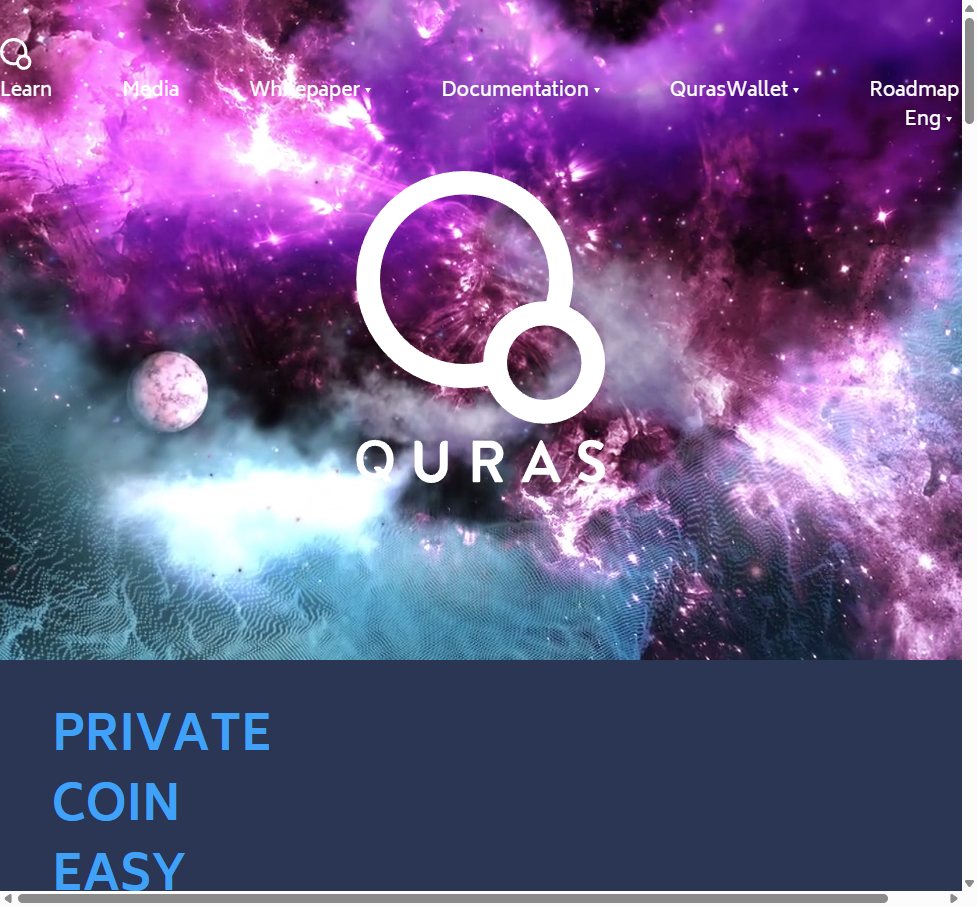 Learn Media Whitepaper Documentation QurasWallet Roadmap
Eng
QURAS
PRIVATE
COIN
EASY